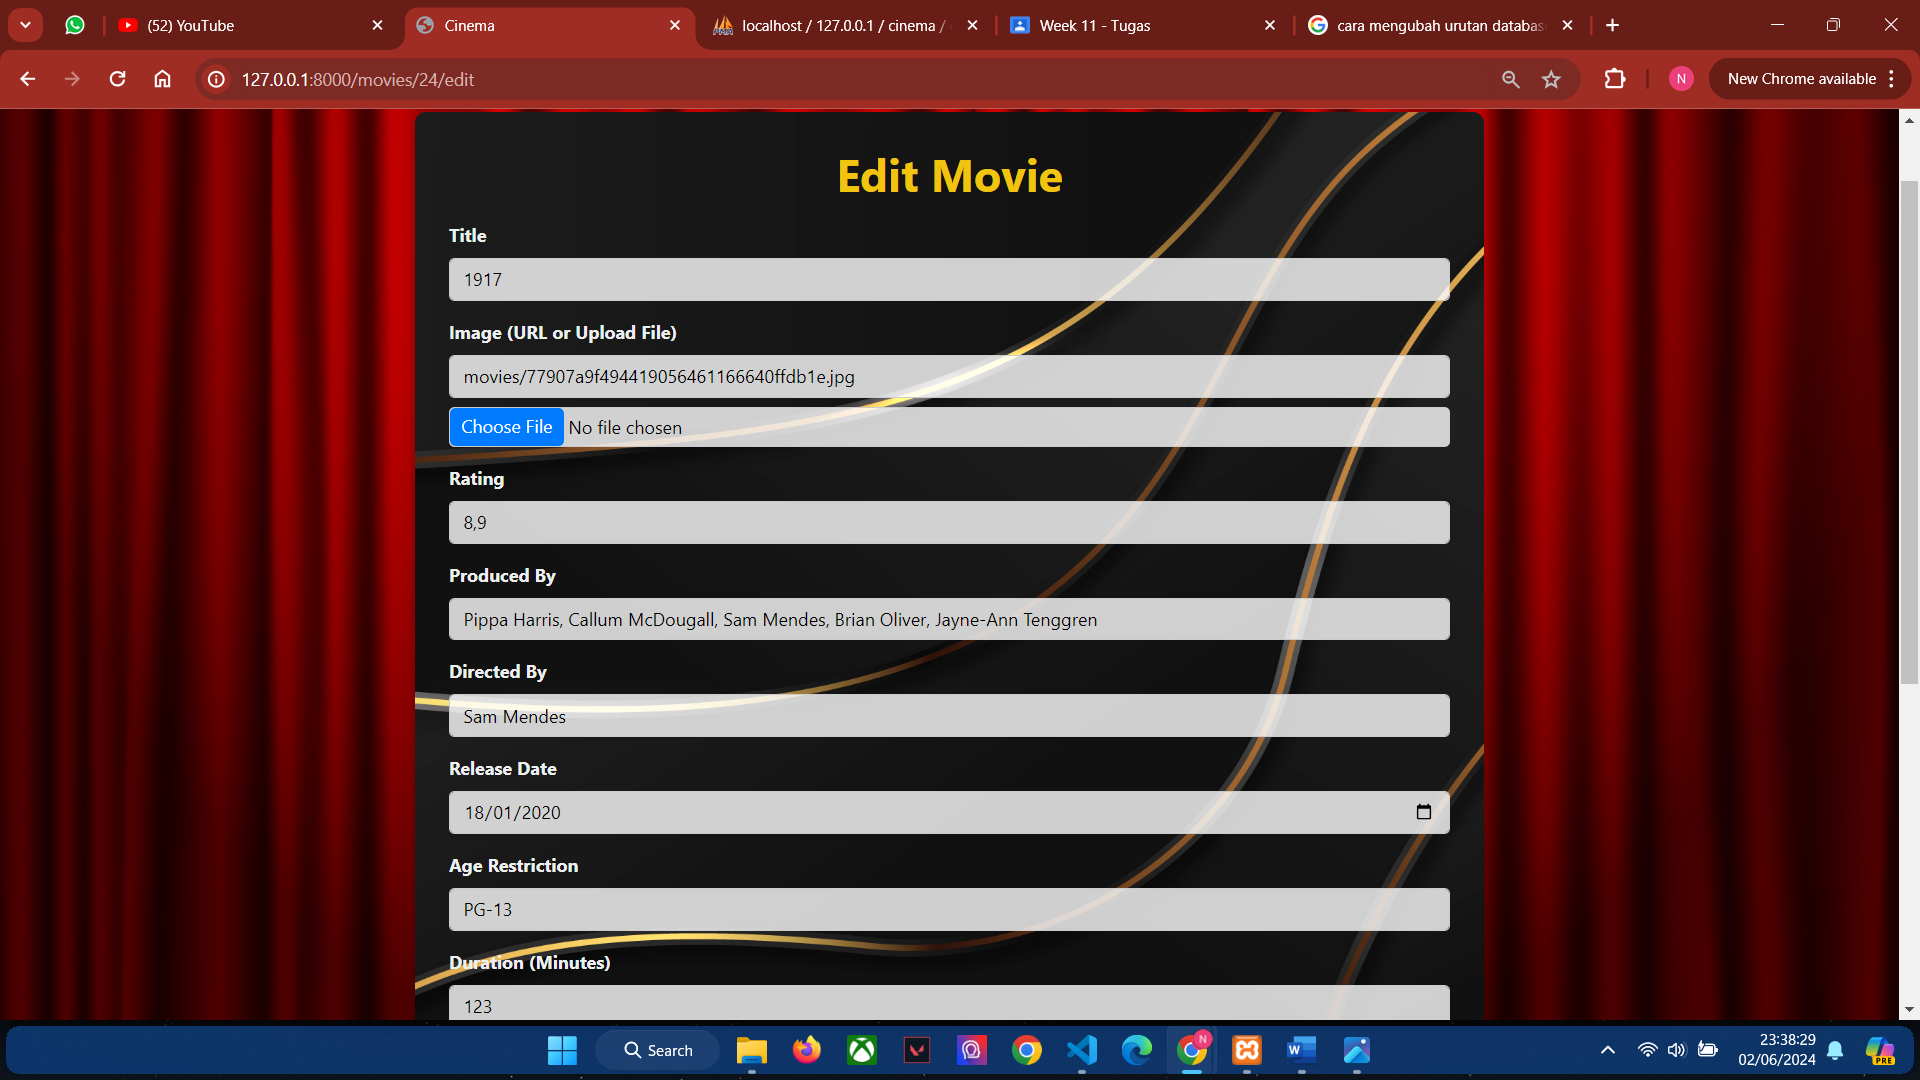 (52) YouTube
Cinema
localhost / 127.0.0.1 / cinema /
Week 11 - Tugas
cara mengubah urutan databas
127.0.0.1:8000/movies/24/edit
N
New Chrome available
Edit Movie
Title
1917
Image (URL or Upload File)
movies/77907a9f494419056461166640ffdb1e.jpg
Choose File No file chosen
Rating
8,9
Produced By
Pippa Harris, Callum McDougall, Sam Mendes, Brian Oliver, Jayne-Ann Tenggren
Directed By
Sam Mendes
Release Date
18/01/2020
Age Restriction
PG-13
Duration (Minutes)
123
Search
N
W
23:38:29
02/06/2024
PRE